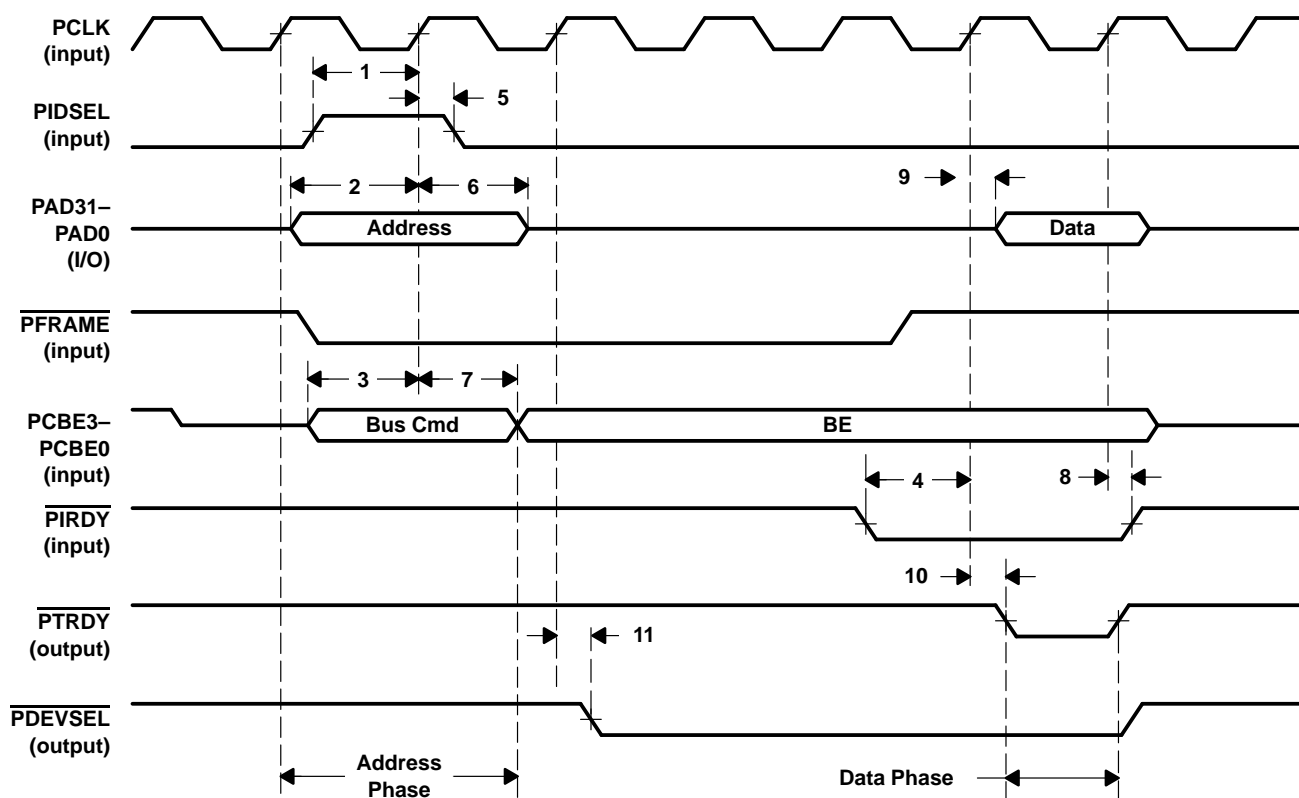 PCLK
(input)
1
5
PIDSEL
(input)
2
6
9
PAD31–
PAD0
(I/O)
Address
Data
PFRAME
(input)
3
7
PCBE3–
PCBE0
(input)
Bus Cmd
BE
4
8
PIRDY
(input)
10
PTRDY
(output)
11
PDEVSEL
(output)
Address
Phase
Data Phase